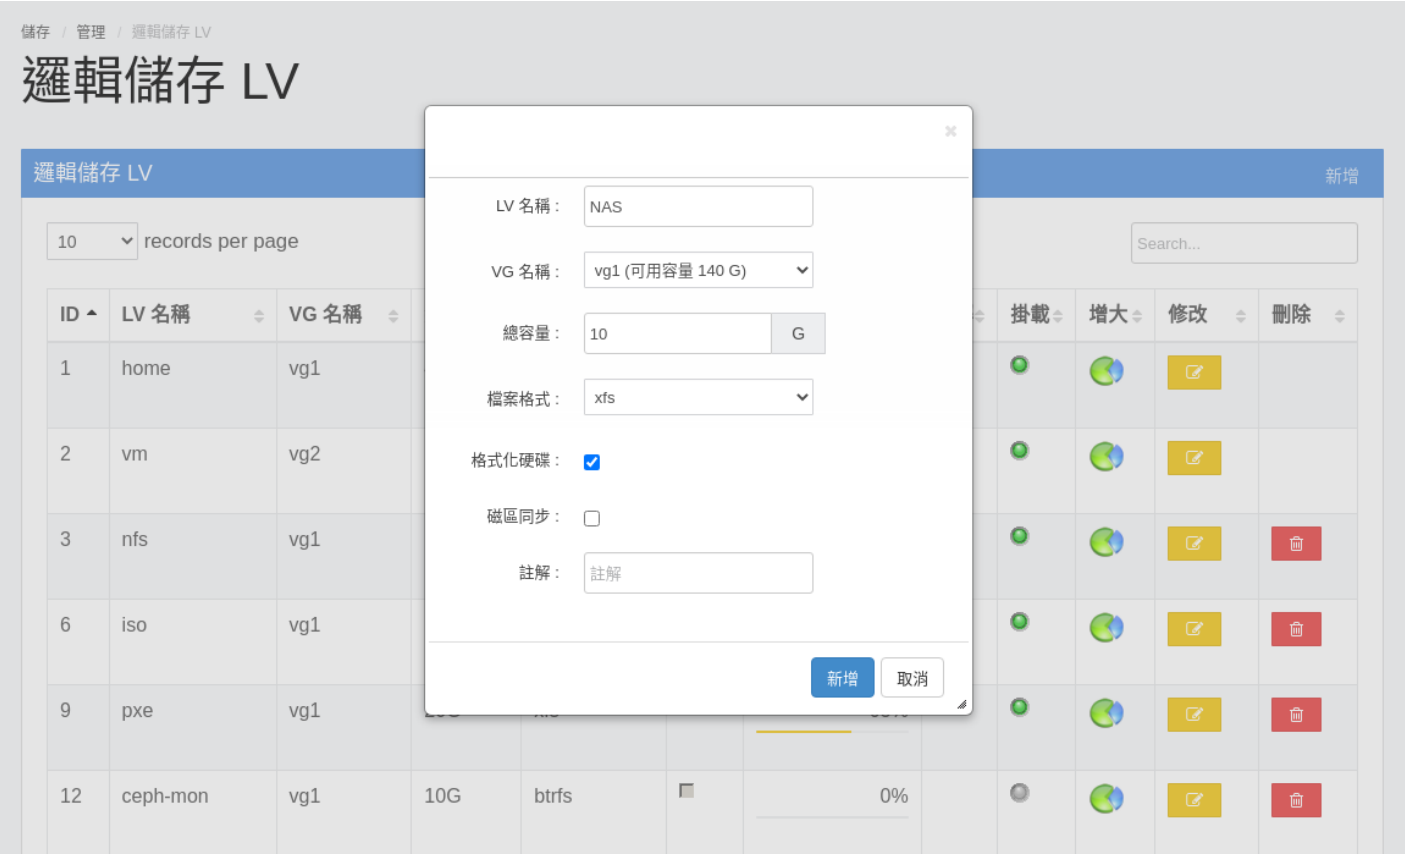 儲存 / 管理 / 邏輯儲存 LV
邏輯儲存 LV
邏輯儲存 LV
新增
10 records per page
Search...
ID LV 名稱 VG 名稱 掛載 增大 修改 刪除
1 home vg1
2 vm vg2
3 nfs vg1
6 iso vg1
9 pxe vg1
12 ceph-mon vg1 10G btrfs 0%
×
LV 名稱 : NAS
VG 名稱 : vg1 (可用容量 140 G)
總容量 : 10 G
檔案格式 : xfs
格式化硬碟 :
磁區同步 :
註解 : 註解
新增 取消